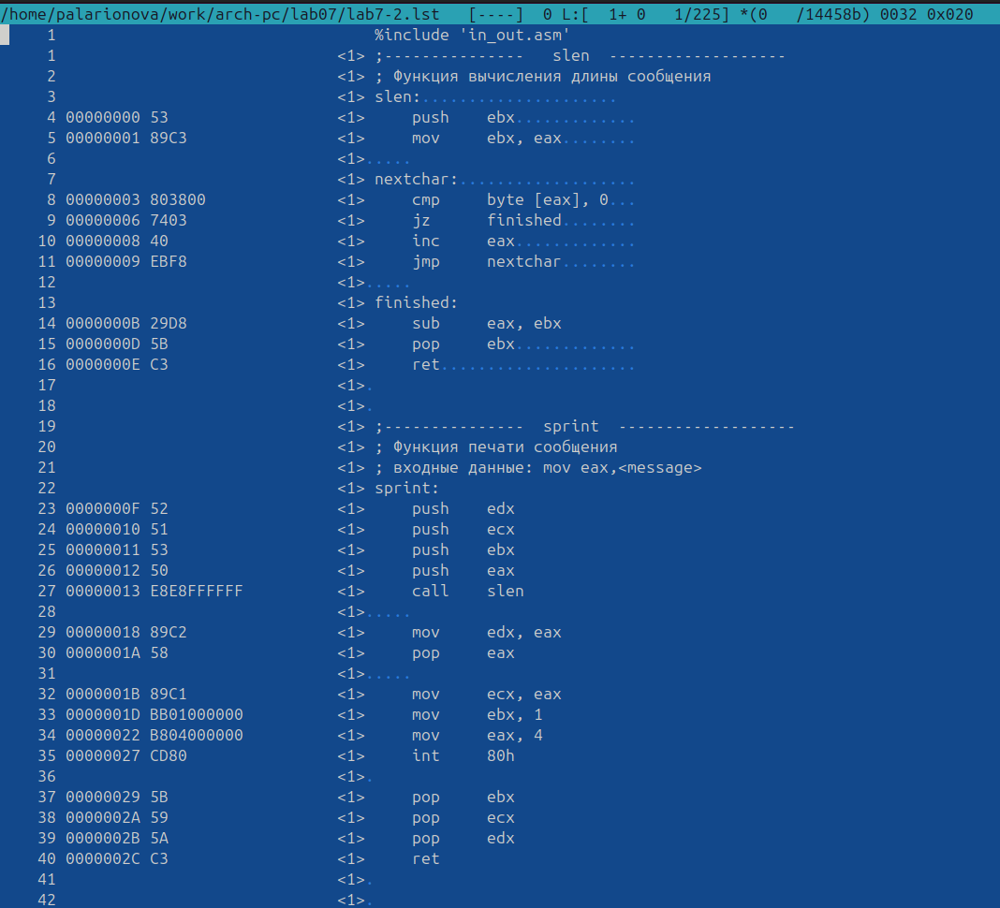 /home/palarionova/work/arch-pc/lab07/lab7-2.lst   [----]  0 L:[  1+ 0   1/225] *(0   /14458b) 0032 0x020
     1                                  %include 'in_out.asm'
     1                              <1> ;---------------   slen  -------------------
     2                              <1> ; Функция вычисления длины сообщения
     3                              <1> slen:.....................
     4 00000000 53                  <1>     push    ebx.............
     5 00000001 89C3                <1>     mov     ebx, eax........
     6                              <1>.....
     7                              <1> nextchar:...................
     8 00000003 803800              <1>     cmp     byte [eax], 0...
     9 00000006 7403                <1>     jz      finished........
    10 00000008 40                  <1>     inc     eax.............
    11 00000009 EBF8                <1>     jmp     nextchar........
    12                              <1>.....
    13                              <1> finished:
    14 0000000B 29D8                <1>     sub     eax, ebx
    15 0000000D 5B                  <1>     pop     ebx.............
    16 0000000E C3                  <1>     ret.....................
    17                              <1>.
    18                              <1>.
    19                              <1> ;---------------  sprint  -------------------
    20                              <1> ; Функция печати сообщения
    21                              <1> ; входные данные: mov eax,<message>
    22                              <1> sprint:
    23 0000000F 52                  <1>     push    edx
    24 00000010 51                  <1>     push    ecx
    25 00000011 53                  <1>     push    ebx
    26 00000012 50                  <1>     push    eax
    27 00000013 E8E8FFFFFF          <1>     call    slen
    28                              <1>.....
    29 00000018 89C2                <1>     mov     edx, eax
    30 0000001A 58                  <1>     pop     eax
    31                              <1>.....
    32 0000001B 89C1                <1>     mov     ecx, eax
    33 0000001D BB01000000          <1>     mov     ebx, 1
    34 00000022 B804000000          <1>     mov     eax, 4
    35 00000027 CD80                <1>     int     80h
    36                              <1>.
    37 00000029 5B                  <1>     pop     ebx
    38 0000002A 59                  <1>     pop     ecx
    39 0000002B 5A                  <1>     pop     edx
    40 0000002C C3                  <1>     ret
    41                              <1>.
    42                              <1>.